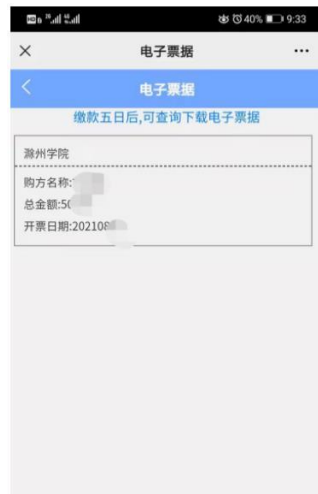 40% 9:33
电子票据
电子票据
缴款五日后,可查询下载电子票据
滁州学院
购方名称:
总金额:50
开票日期:202108